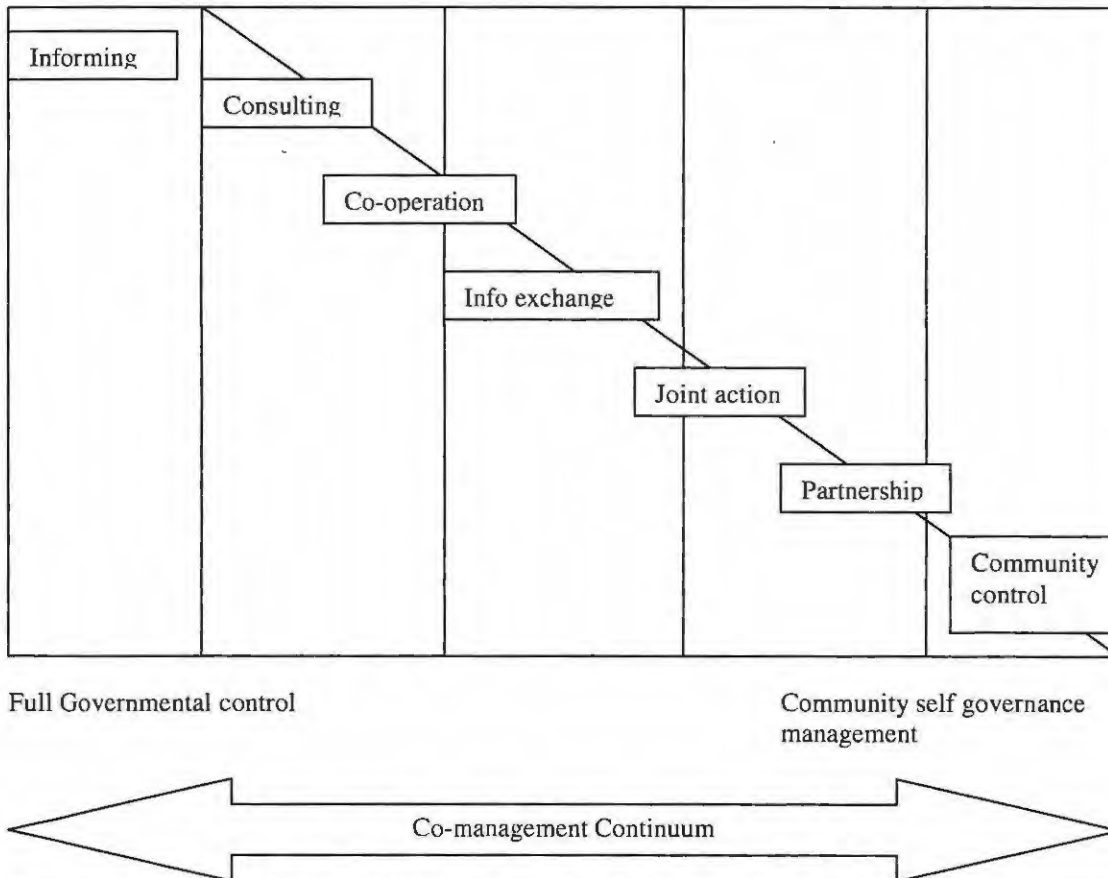 Informing
Consulting
Co-operation
Info exchange
Joint action
Partnership
Community
control
Full Governmental control
Community self governance
management
Co-management Continuum